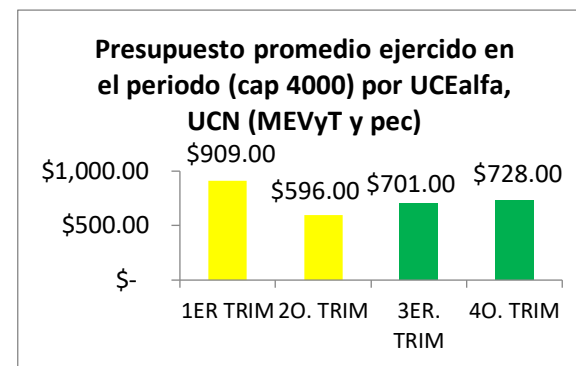 Presupuesto promedio ejercido en
el periodo (cap 4000) por UCEalfa,
UCN (MEVyT y pec)
$909.00
$1,000.00
$596.00
$701.00
$728.00
$500.00
$-
1ER TRIM
2O. TRIM
3ER.
TRIM
4O. TRIM